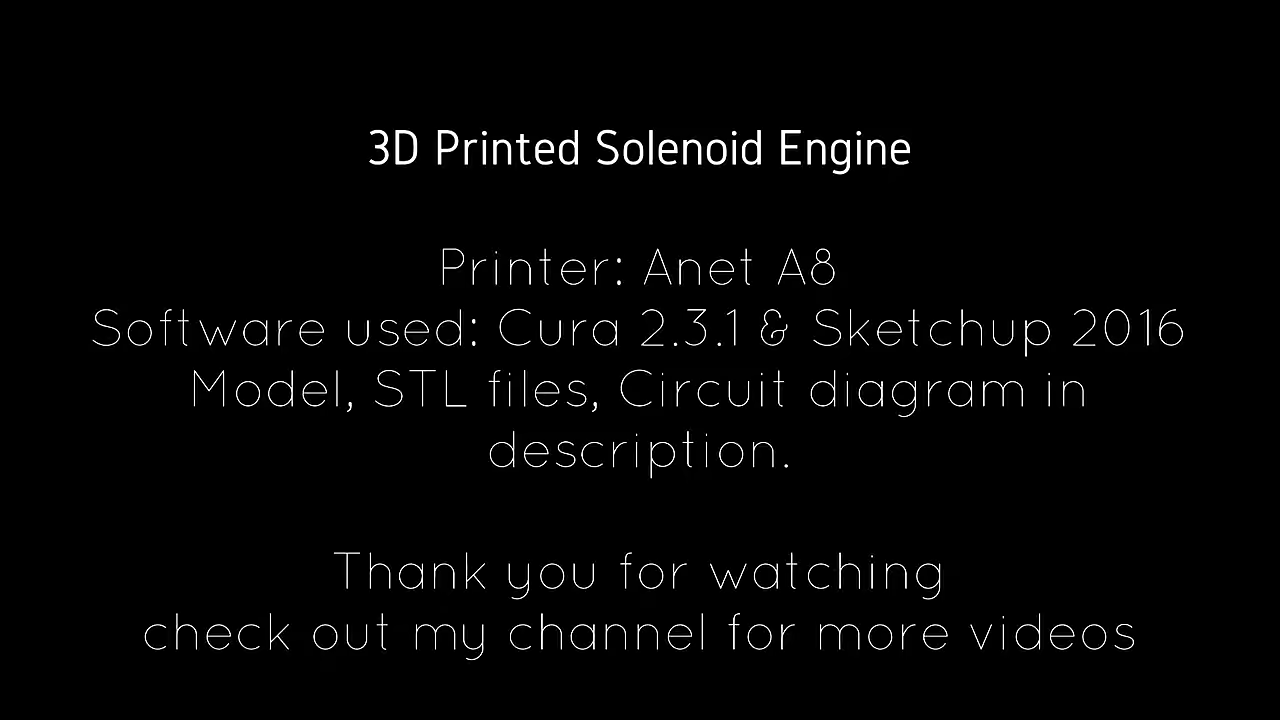 3D Printed Solenoid Engine
Printer: Anet A8
Software used: Cura 2.3.1 & Sketchup 2016
Model, STL files, Circuit diagram in
description.
Thank you for watching
check out my channel for more videos